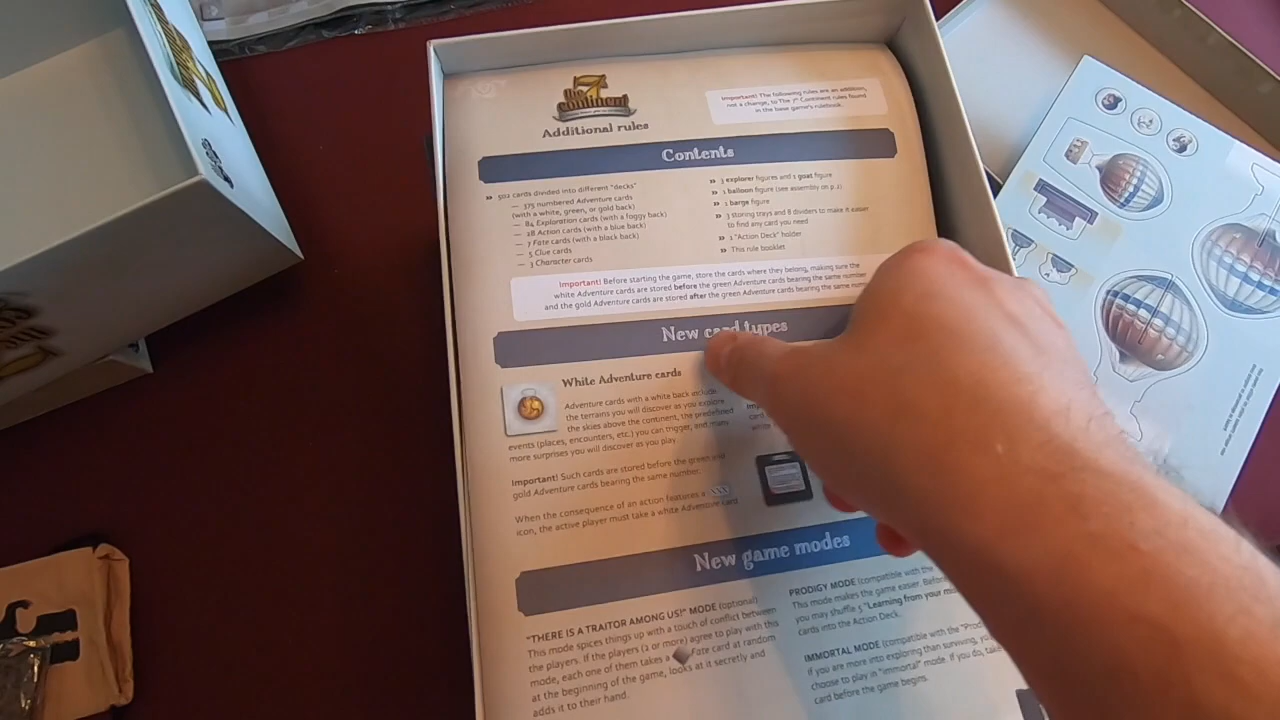 the 7 continent
Additional rules
Important! The following rules are an addition,
not a change, to The 7th Continent rules found
in the base game's rulebook.
Contents
» 502 cards divided into different "decks"
— 375 numbered Adventure cards
(with a white, green, or gold back)
— 84 Exploration cards (with a foggy back)
— 28 Action cards (with a blue back)
— 7 Fate cards (with a black back)
— 5 Clue cards
— 3 Character cards
» 3 explorer figures and 1 goat figure
» 1 balloon figure (see assembly on p.2)
» 1 barge figure
» 3 storing trays and 8 dividers to make it easier
to find any card you need
» 1 "Action Deck" holder
» This rule booklet
Important! Before starting the game, store the cards where they belong, making sure the
white Adventure cards are stored before the green Adventure cards bearing the same number
and the gold Adventure cards are stored after the green Adventure cards bearing the same num
New card types
White Adventure cards
Adventure cards with a white back include
the terrains you will discover as you explore
the skies above the continent, the predefined
events (places, encounters, etc.) you can trigger, and many
more surprises you will discover as you play.
Important! Such cards are stored before the green and
gold Adventure cards bearing the same number.
When the consequence of an action features a XXX
icon, the active player must take a white Adventure card
Imp
card
white
New game modes
"THERE IS A TRAITOR AMONG US!" MODE (optional)
This mode spices things up with a touch of conflict between
the players. If the players (2 or more) agree to play with this
mode, each one of them takes a Fate card at random
at the beginning of the game, looks at it secretly and
adds it to their hand.
PRODIGY MODE (compatible with the
This mode makes the game easier. Before
you may shuffle 5 "Learning from your mi
cards into the Action Deck.
IMMORTAL MODE (compatible with the "Prod
If you are more into exploring than surviving, yo
choose to play in "immortal" mode. If you do, take
card before the game begins.